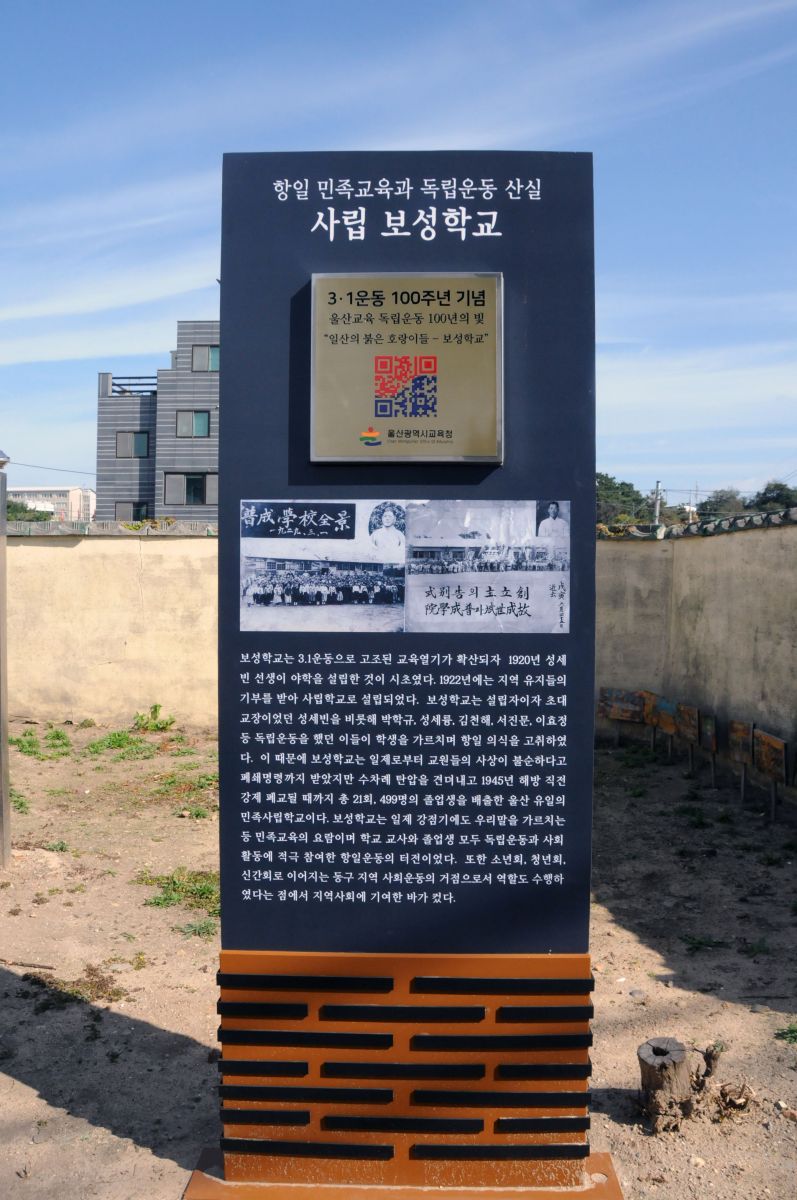 항일 민족교육과 독립운동 산실
사립 보성학교
3·1운동 100주년 기념
울산교육 독립운동 100년의 빛
"일산의 붉은 호랑이들 - 보성학교"
울산광역시교육청
普成學校全景
一九二九、三、一
創立主의告別式
故成世斌마普成學院
보성학교는 3.1운동으로 고조된 교육열기가 확산되자 1920년 성세
빈 선생이 야학을 설립한 것이 시초였다. 1922년에는 지역 유지들의
기부를 받아 사립학교로 설립되었다. 보성학교는 설립자이자 초대
교장이었던 성세빈을 비롯해 박학규, 성세륭, 김천해, 서진문, 이효정
등 독립운동을 했던 이들이 학생을 가르치며 항일 의식을 고취하였
다. 이 때문에 보성학교는 일제로부터 교원들의 사상이 불순하다고
폐쇄명령까지 받았지만 수차례 탄압을 견뎌내고 1945년 해방 직전
강제 폐교될 때까지 총 21회, 499명의 졸업생을 배출한 울산 유일의
민족사립학교이다. 보성학교는 일제 강점기에도 우리말을 가르치는
등 민족교육의 요람이며 학교 교사와 졸업생 모두 독립운동과 사회
활동에 적극 참여한 항일운동의 터전이었다. 또한 소년회, 청년회,
신간회로 이어지는 동구 지역 사회운동의 거점으로서 역할도 수행하
였다는 점에서 지역사회에 기여한 바가 컸다.